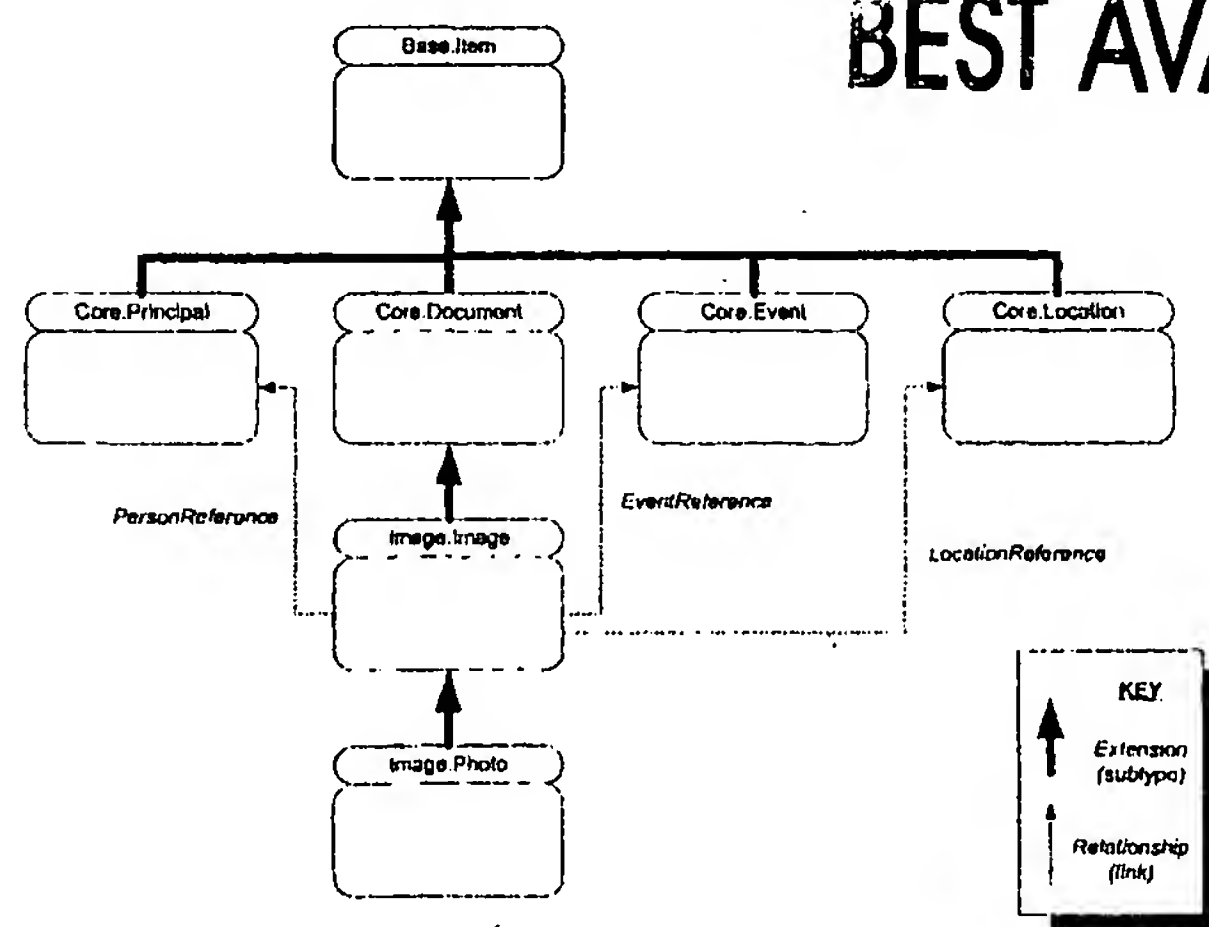 BEST AVA
Base.Item
Core.Principal
Core.Document
Core.Event
Core.Location
PersonReference
EventReference
Image.Image
LocationReference
KEY
Extension
(subtype)
Image.Photo
Relationship
(link)